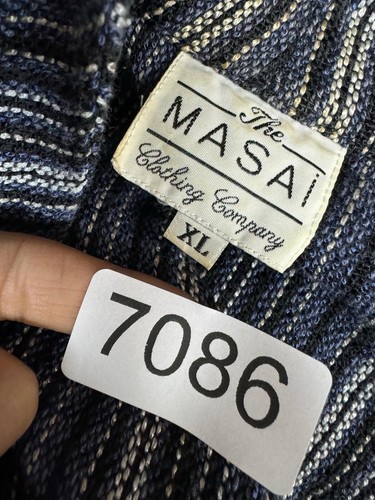 The
MASAi
Clothing Company
XL
7086